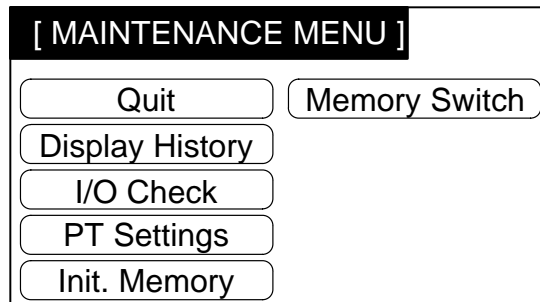 [ MAINTENANCE MENU ]
Quit Memory Switch
Display History
I/O Check
PT Settings
Init. Memory